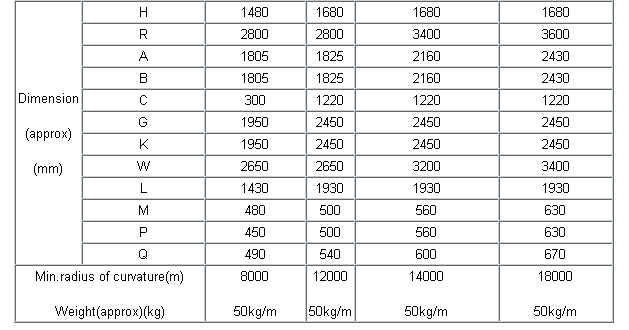 H 1480 1680 1680 1680
R 2800 2800 3400 3600
A 1805 1825 2160 2430
B 1805 1825 2160 2430
Dimension C 300 1220 1220 1220
G 1950 2450 2450 2450
(approx)
K 1950 2450 2450 2450
(mm) W 2650 2650 3200 3400
L 1430 1930 1930 1930
M 480 500 560 630
P 450 500 560 630
Q 490 540 600 670
Min.radius of curvature(m) 8000 12000 14000 18000
Weight(approx)(kg) 50kg/m 50kg/m 50kg/m 50kg/m